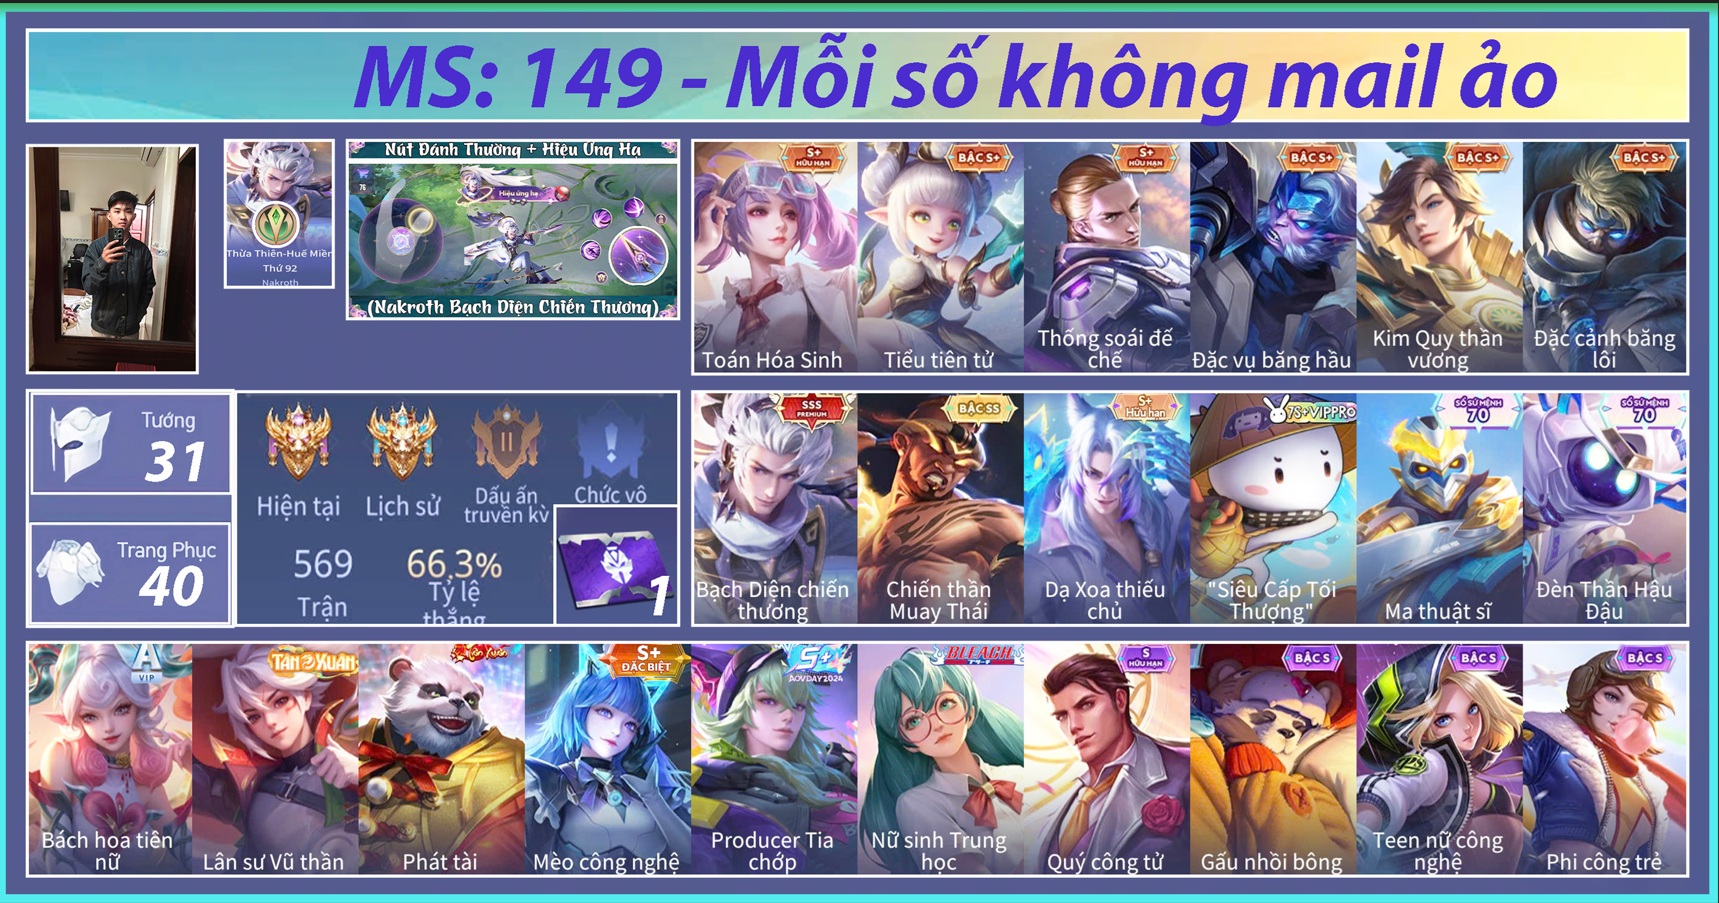 MS: 149 - Mỗi số không mail ảo
Thừa Thiên-Huế Miền
Thứ 92
Nakroth
Nút Đánh Thường + Hiệu Ứng Hạ
76
Hiệu ứng hạ
(Nakroth Bạch Diện Chiến Thương)
S+
HỮU HẠN
Toán Hóa Sinh
BẬC S+
Tiểu tiên tử
S+
HỮU HẠN
Thống soái đế
chế
BẬC S+
Đặc vụ băng hầu
BẬC S+
Kim Quy thần
vương
BẬC S+
Đặc cảnh băng
lôi
Tướng
31
Trang Phục
40
II
Hiện tại
Lịch sử
Dấu ấn
truyền kỳ
Chức vô
569
Trận
66,3%
Tỷ lệ
thắng
1
SSS
PREMIUM
Bạch Diện chiến
thương
BẬC SS
Chiến thần
Muay Thái
S+
Hữu hạn
Dạ Xoa thiếu
chủ
7S+VIPPRO
"Siêu Cấp Tối
Thượng"
SỐ SỨ MỆNH
70
Ma thuật sĩ
SỐ SỨ MỆNH
70
Đèn Thần Hậu
Đậu
A
VIP
Bách hoa tiên
nữ
TÂN XUÂN
Lân sư Vũ thần
Phát tài
S+
ĐẶC BIỆT
Mèo công nghệ
S+
AOVDAY2024
Producer Tia
chớp
BLEACH
Nữ sinh Trung
học
S
HỮU HẠN
Quý công tử
BẬC S
Gấu nhồi bông
BẬC S
Teen nữ công
nghệ
BẬC S
Phi công trẻ